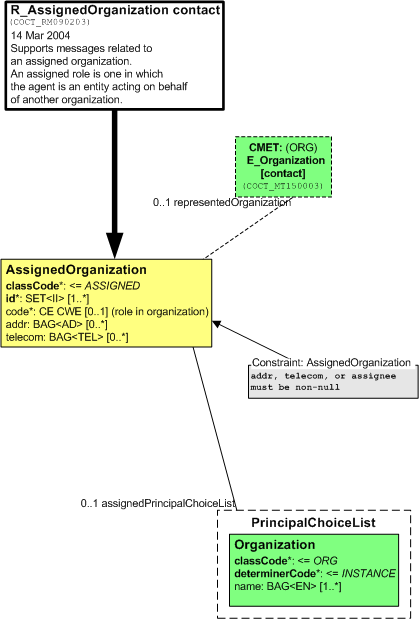 R_AssignedOrganization contact
(COCT_RM090203)
14 Mar 2004
Supports messages related to
an assigned organization.
An assigned role is one in which
the agent is an entity acting on behalf
of another organization.
CMET: (ORG)
E_Organization
[contact]
(COCT_MT150003)
0..1 representedOrganization
AssignedOrganization
classCode*: <= ASSIGNED
id*: SET<II> [1..*]
code*: CE CWE [0..1] (role in organization)
addr: BAG<AD> [0..*]
telecom: BAG<TEL> [0..*]
Constraint: AssignedOrganization
addr, telecom, or assignee
must be non-null
0..1 assignedPrincipalChoiceList
PrincipalChoiceList
Organization
classCode*: <= ORG
determinerCode*: <= INSTANCE
name: BAG<EN> [1..*]